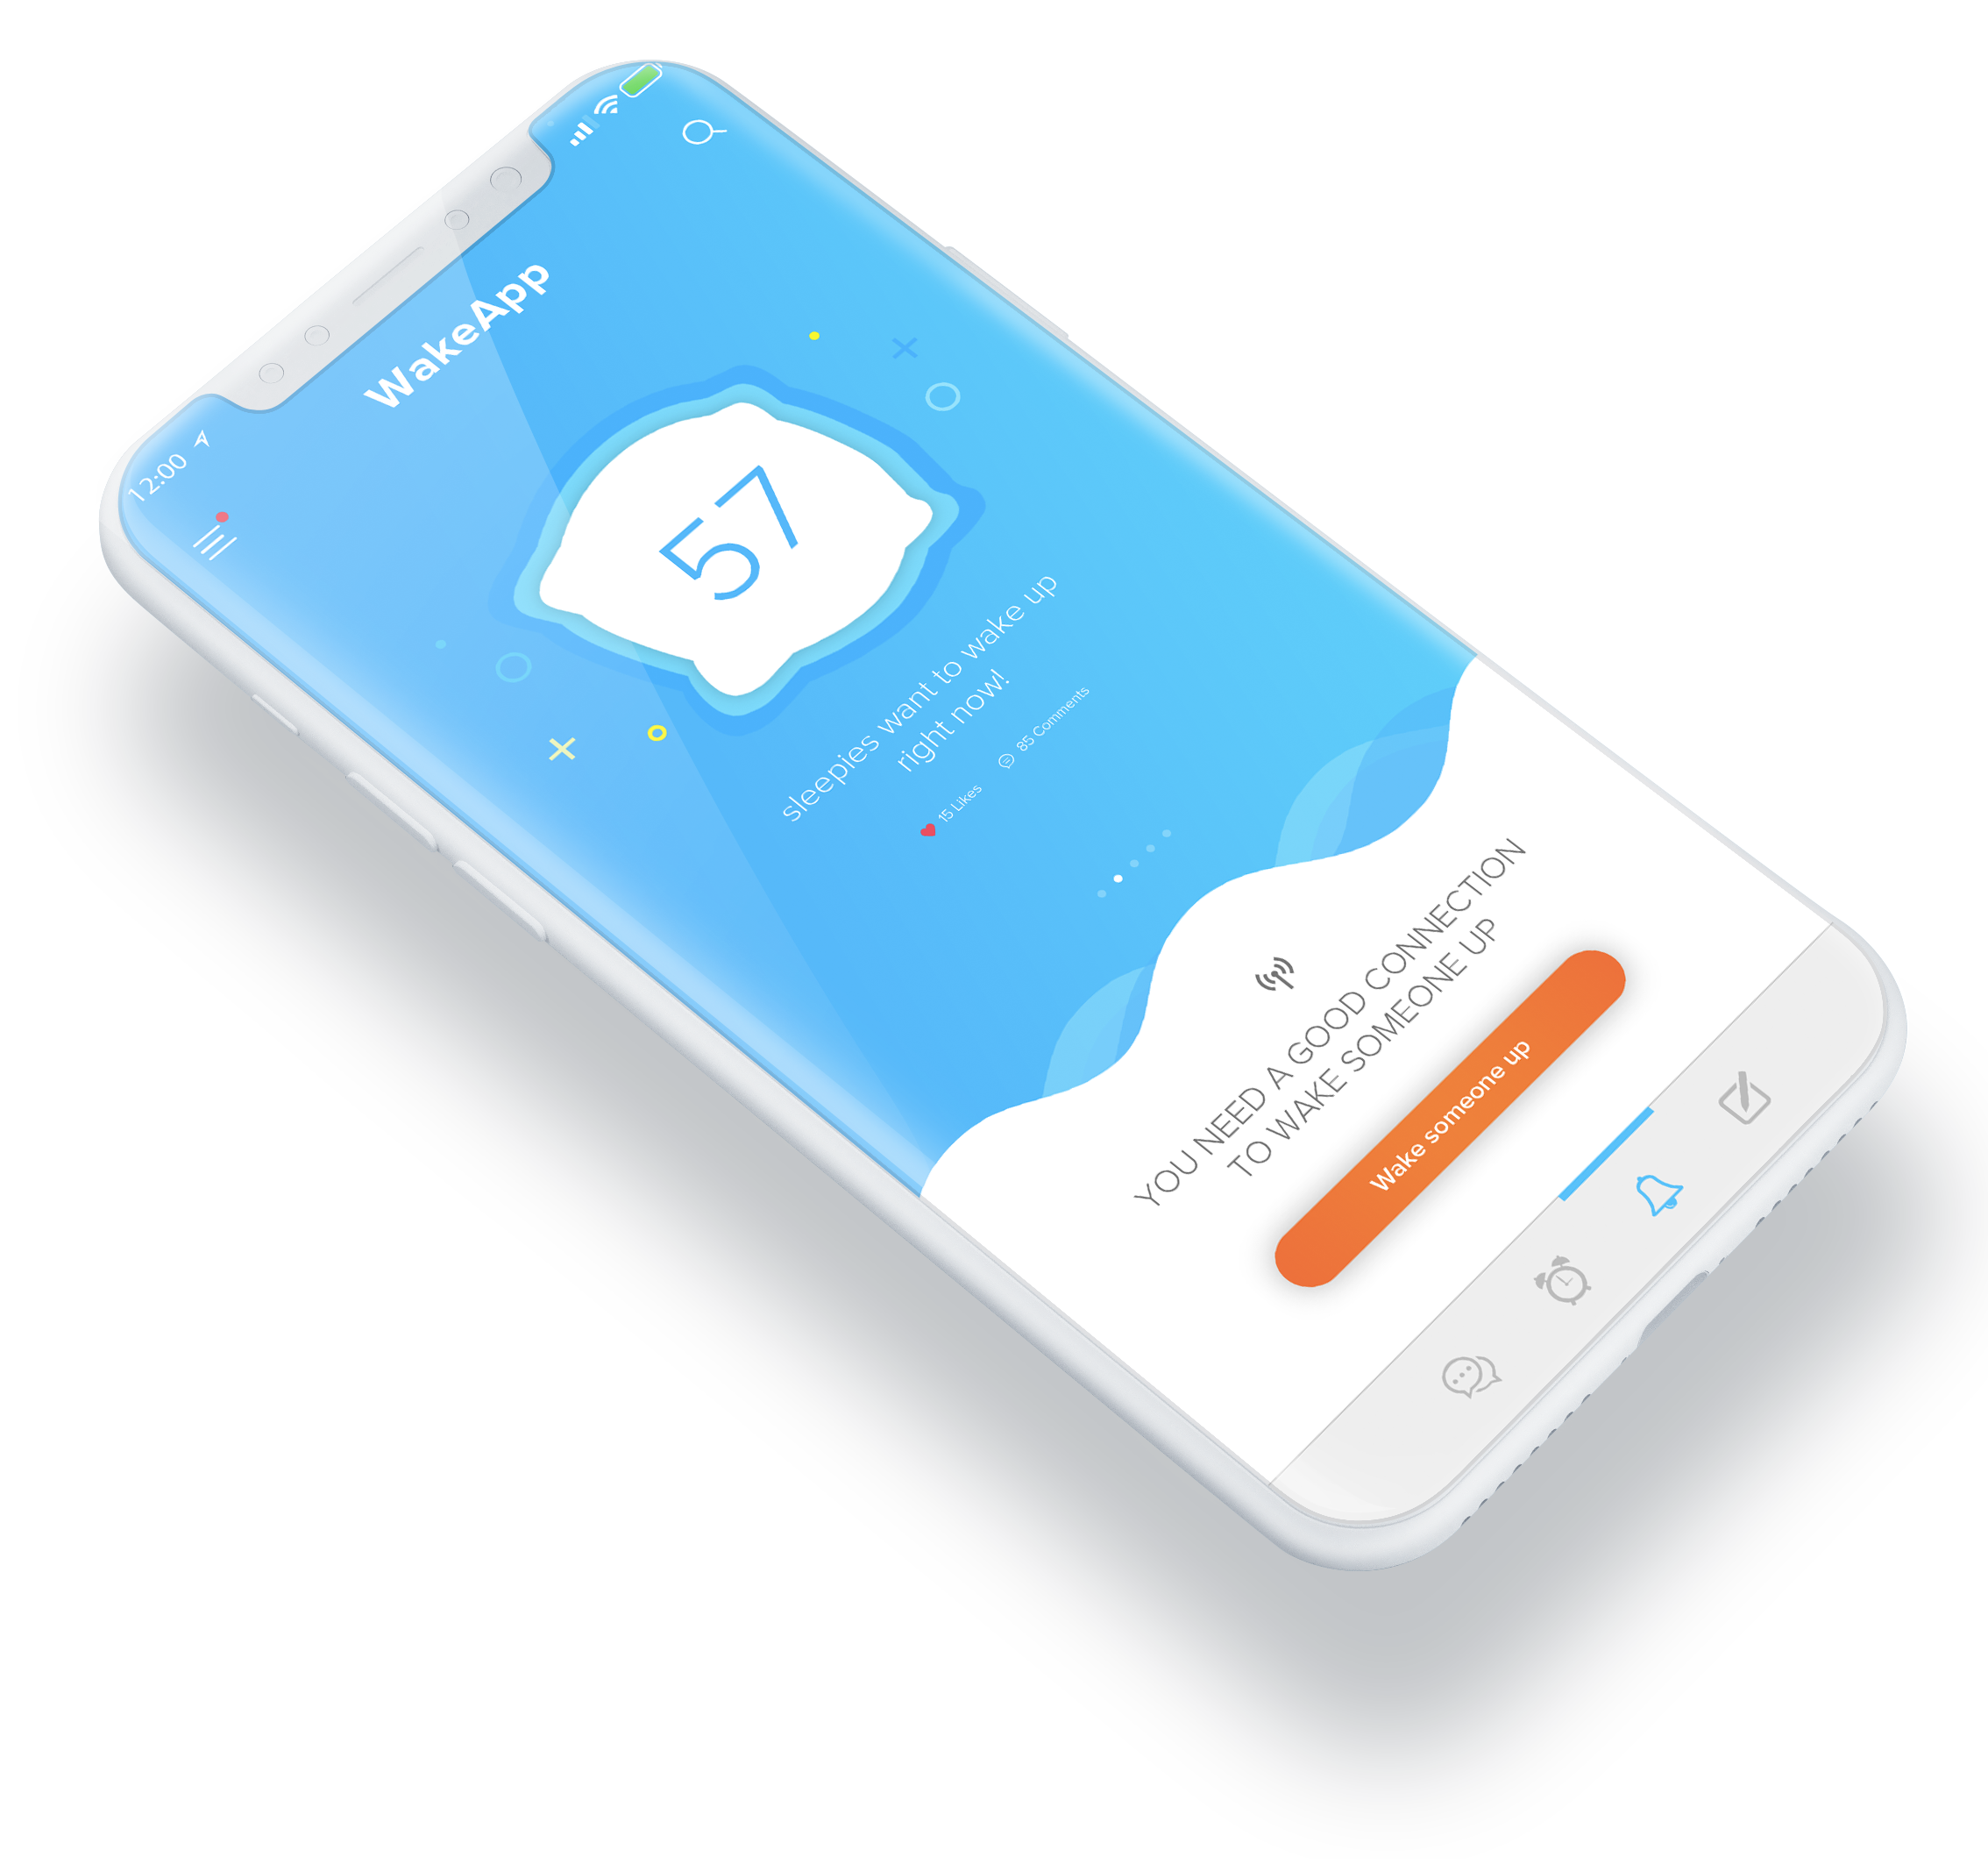 12:00
WakeApp
57
sleepies want to wake up
right now!
15 Likes
85 Comments
YOU NEED A GOOD CONNECTION
TO WAKE SOMEONE UP
Wake someone up